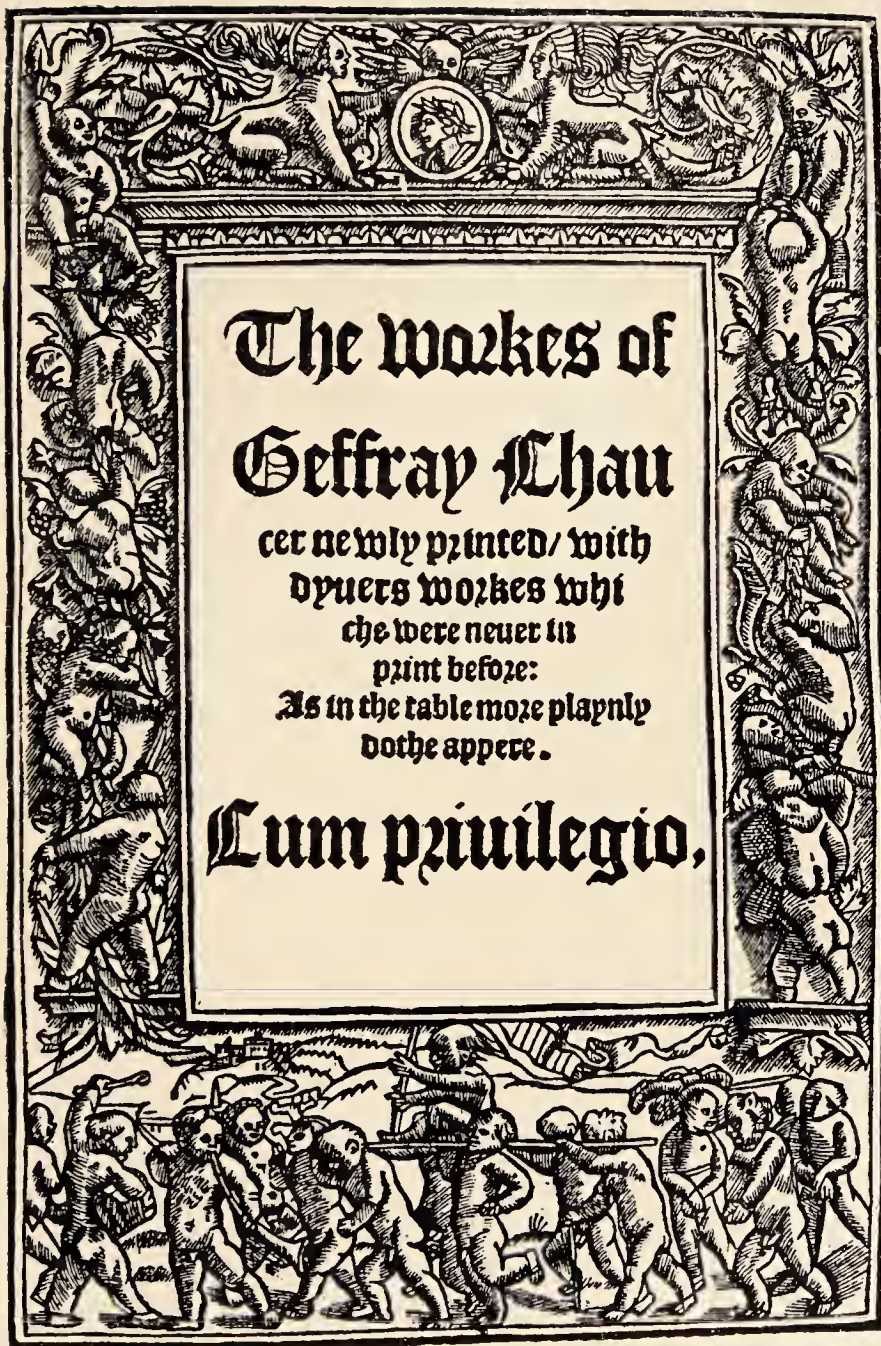 The workes of
Geffray Chau
cer newly printed/ with
dyuers workes whi
che were neuer in
print before:
As in the table more playnly
dothe appere.
Cum priuilegio.